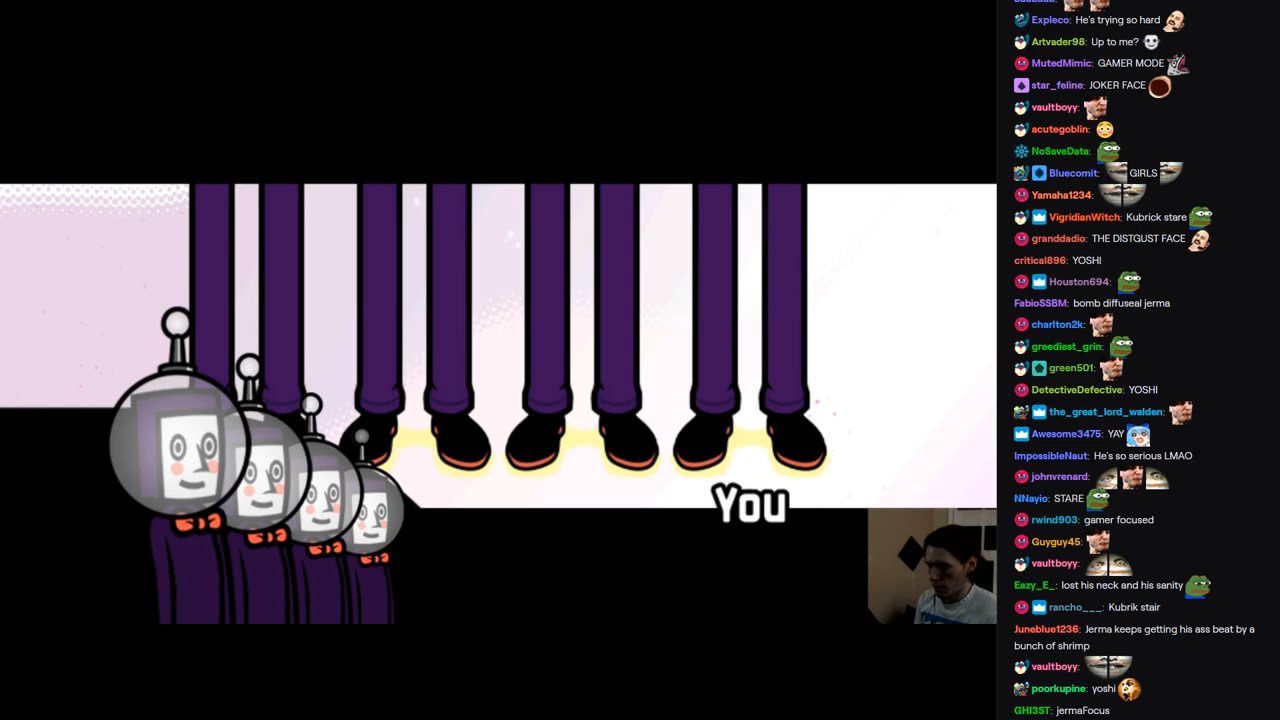 You
Expleco: He's trying so hard
Artvader98: Up to me?
MutedMimic: GAMER MODE
star_feline: JOKER FACE
vaultboyy:
acutegoblin:
NoSaveData:
Bluecomit: GIRLS
Yamaha1234:
VigridianWitch: Kubrick stare
granddadio: THE DISTGUST FACE
critical896: YOSHI
Houston694:
FabioSSBM: bomb diffuseal jerma
charlton2k:
greediest_grin:
green501:
DetectiveDefective: YOSHI
the_great_lord_walden:
Awesome3475: YAY
ImpossibleNaut: He's so serious LMAO
johnvrenard:
NNayio: STARE
rwind903: gamer focused
Guyguy45:
vaultboyy:
Eazy_E_: lost his neck and his sanity
rancho___: Kubrik stair
Juneblue1236: Jerma keeps getting his ass beat by a
bunch of shrimp
vaultboyy:
poorkupine: yoshi
GHI3ST: jermaFocus